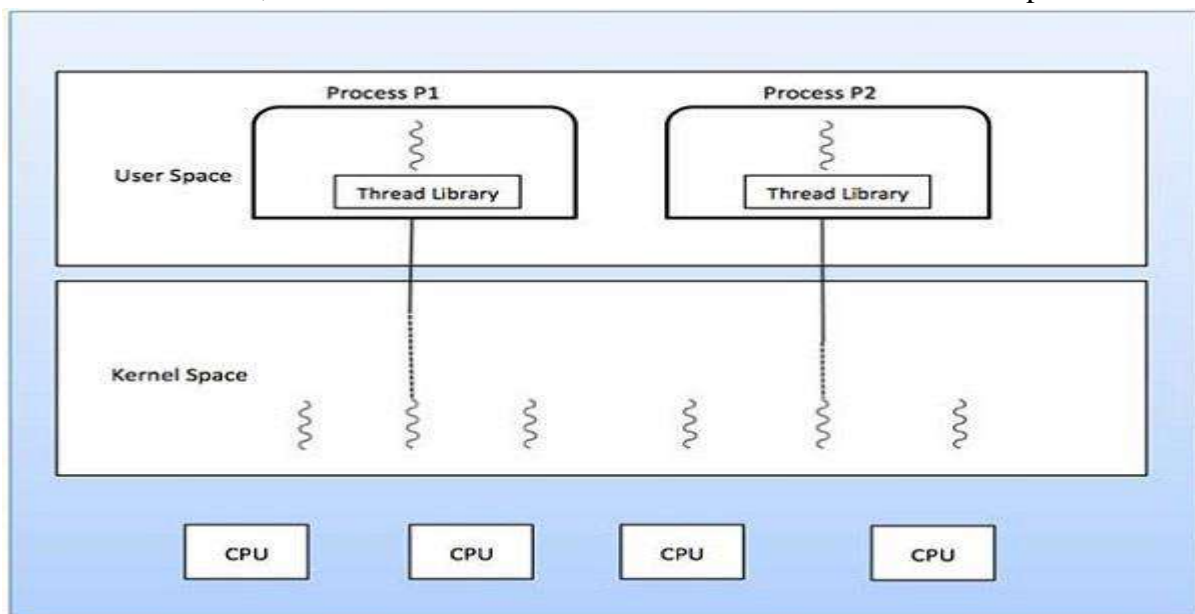 Process P1
Process P2
User Space
Thread Library
Thread Library
Kernel Space
CPU
CPU
CPU
CPU